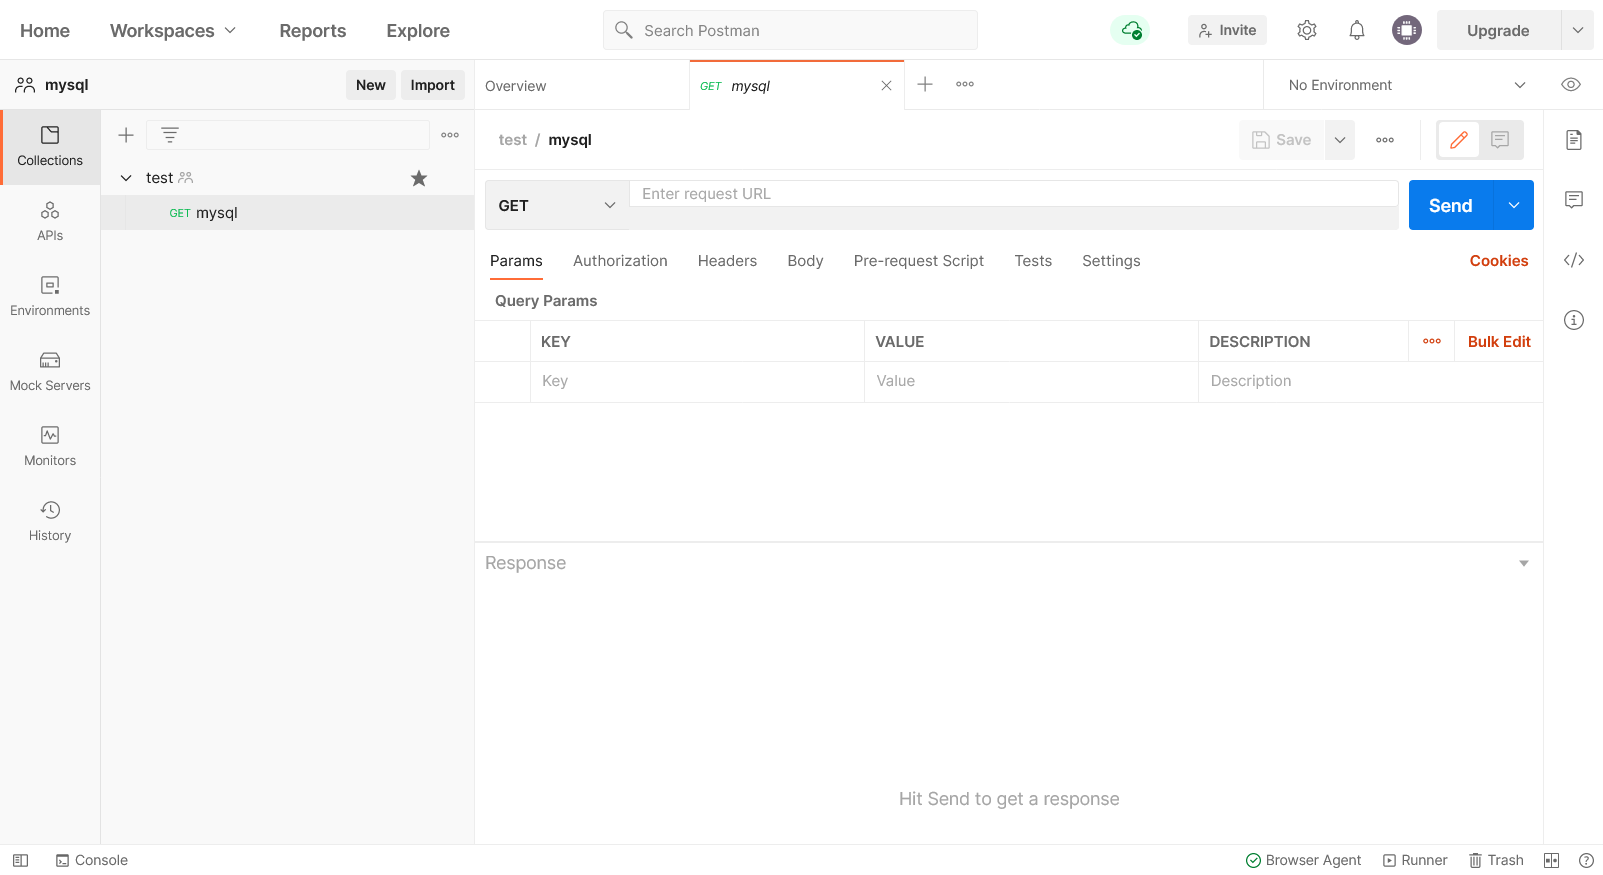 Home Workspaces Reports Explore Search Postman Invite Upgrade
mysql New Import Overview GET mysql No Environment
Collections
APIs
Environments
Mock Servers
Monitors
History
test
GET mysql
test / mysql Save
GET Enter request URL Send
Params Authorization Headers Body Pre-request Script Tests Settings Cookies
Query Params
KEY VALUE DESCRIPTION Bulk Edit
Key Value Description
Response
Hit Send to get a response
Console Browser Agent Runner Trash